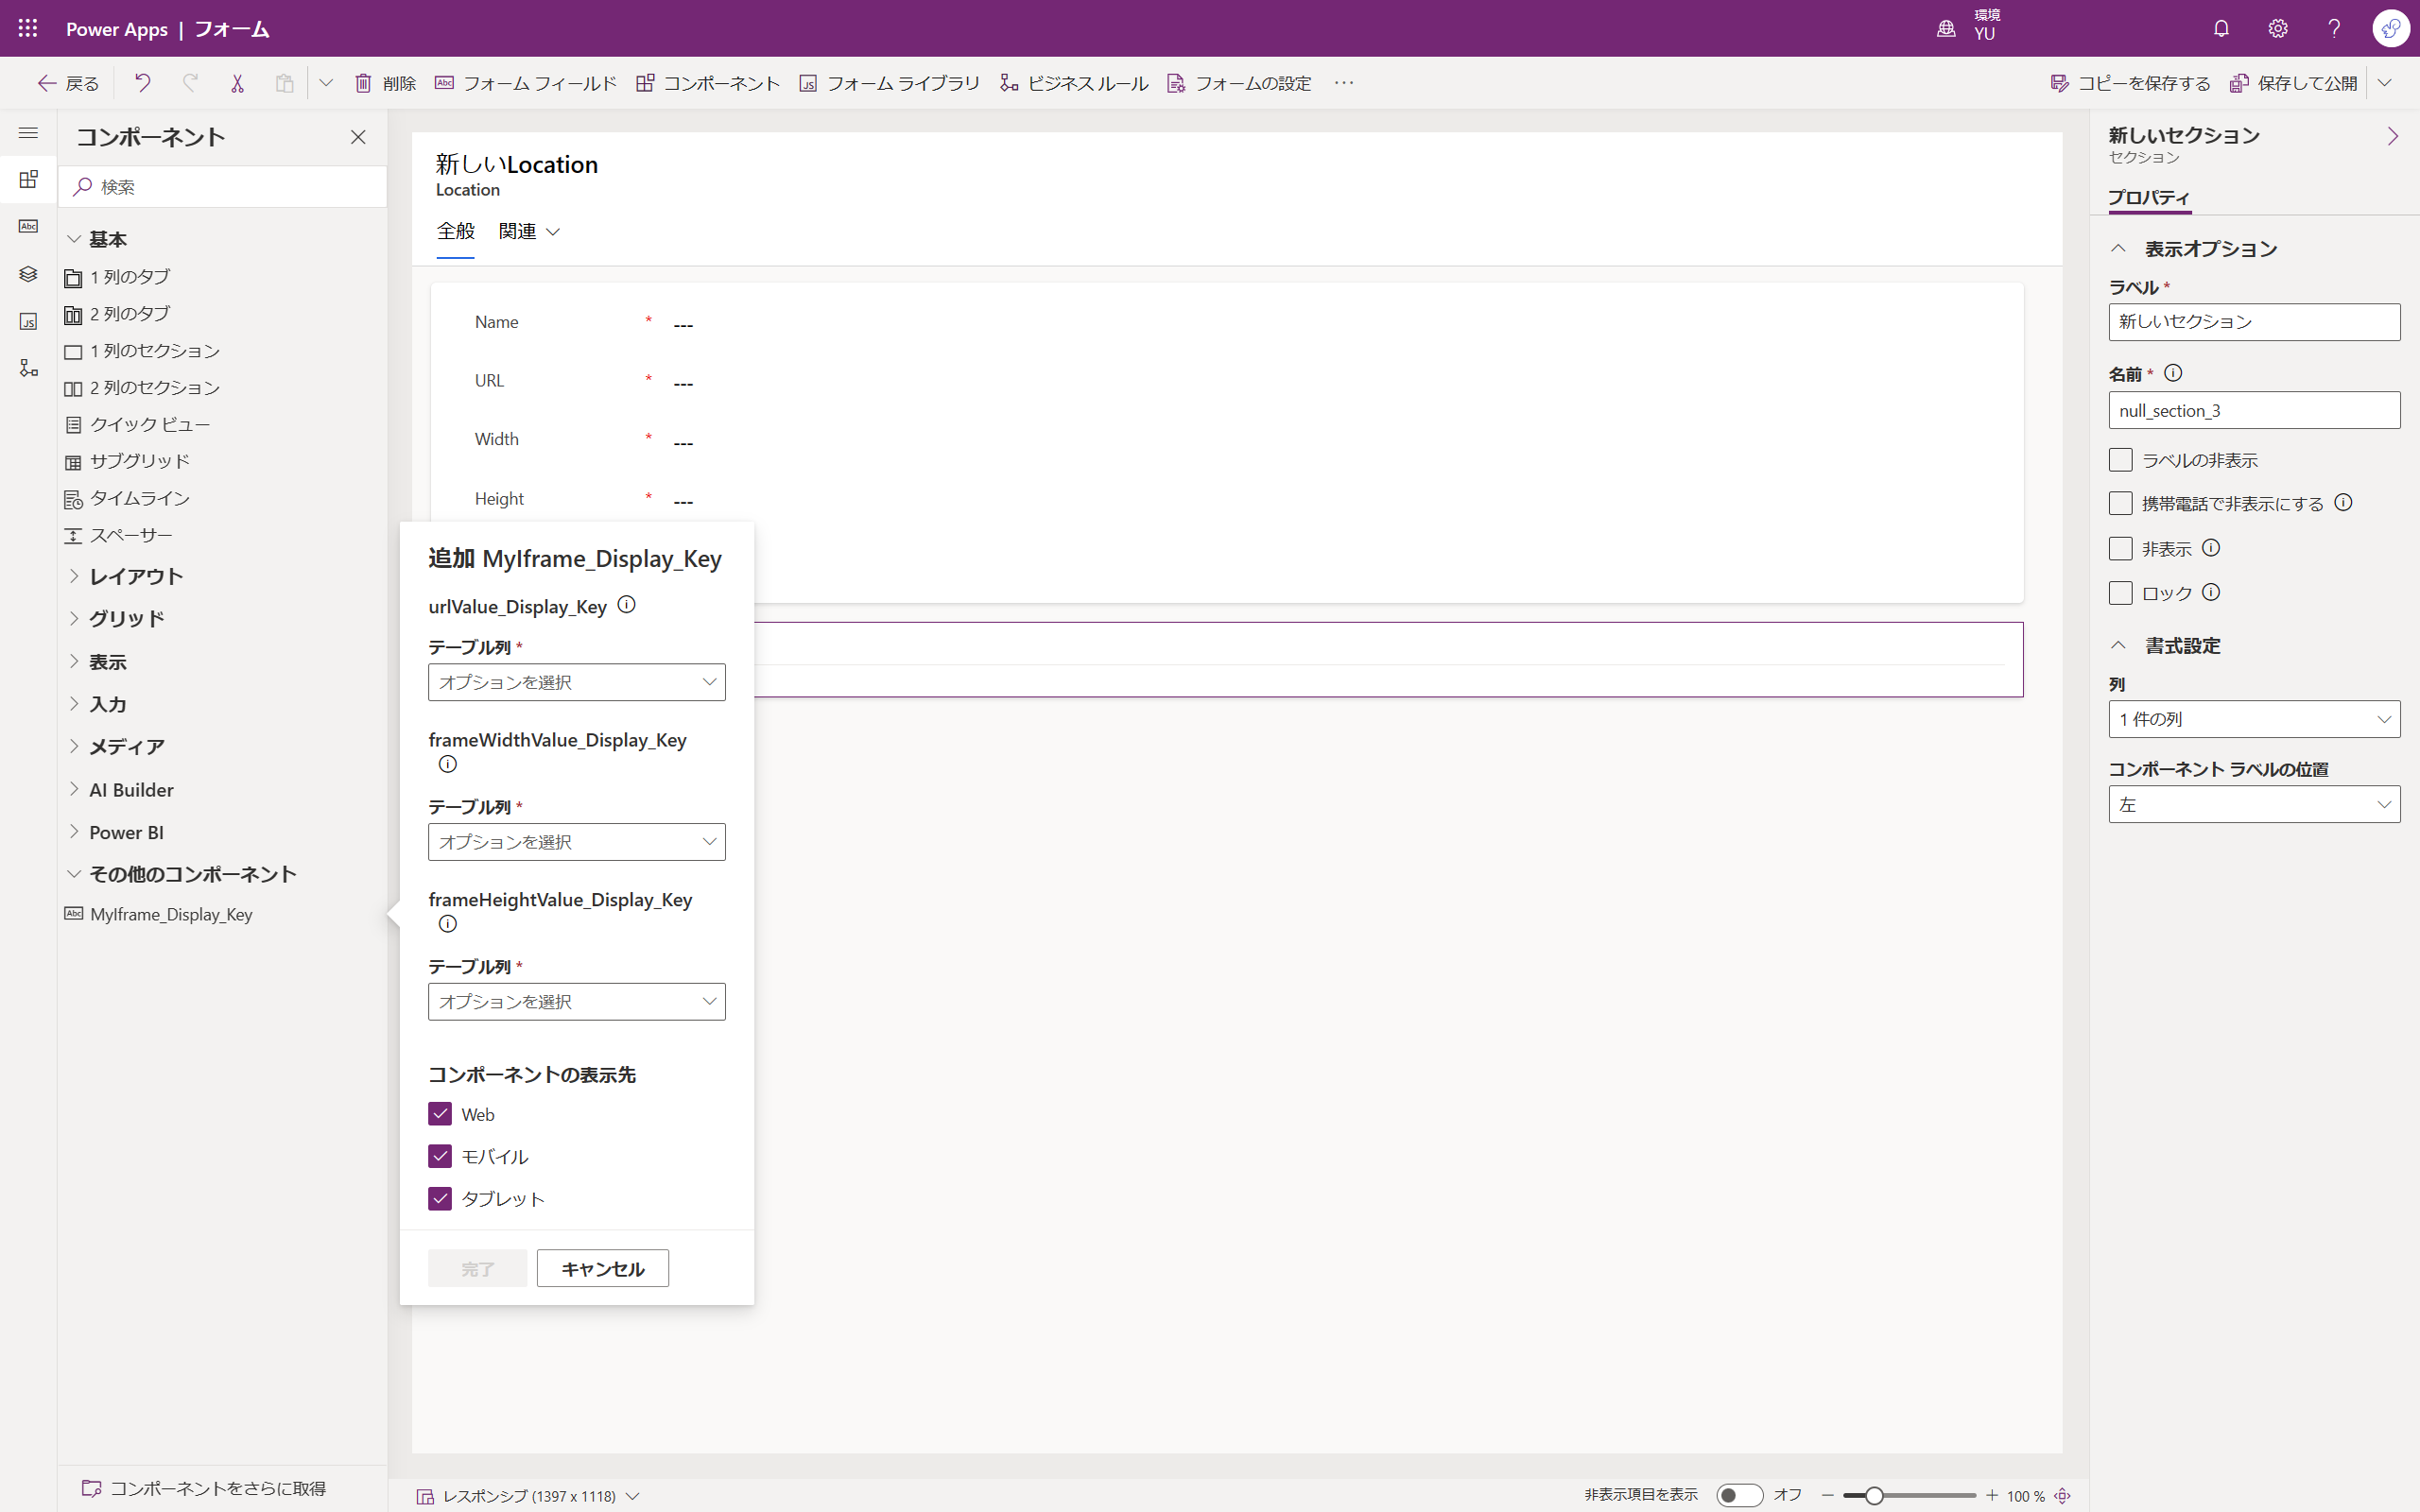 Power Apps | フォーム
環境
YU
戻る
削除
フォーム フィールド
コンポーネント
フォーム ライブラリ
ビジネス ルール
フォームの設定
コピーを保存する
保存して公開
コンポーネント
検索
基本
1 列のタブ
2 列のタブ
1 列のセクション
2 列のセクション
クイック ビュー
サブグリッド
タイムライン
スペーサー
レイアウト
グリッド
表示
入力
メディア
AI Builder
Power BI
その他のコンポーネント
Abc MyIframe_Display_Key
コンポーネントをさらに取得
新しいLocation
Location
全般 関連
Name * ---
URL * ---
Width * ---
Height * ---
追加 MyIframe_Display_Key
urlValue_Display_Key
テーブル列 *
オプションを選択
frameWidthValue_Display_Key
テーブル列 *
オプションを選択
frameHeightValue_Display_Key
テーブル列 *
オプションを選択
コンポーネントの表示先
Web
モバイル
タブレット
完了
キャンセル
レスポンシブ (1397 x 1118)
非表示項目を表示
オフ
100 %
新しいセクション
セクション
プロパティ
表示オプション
ラベル *
新しいセクション
名前 *
null_section_3
ラベルの非表示
携帯電話で非表示にする
非表示
ロック
書式設定
列
1 件の列
コンポーネント ラベルの位置
左